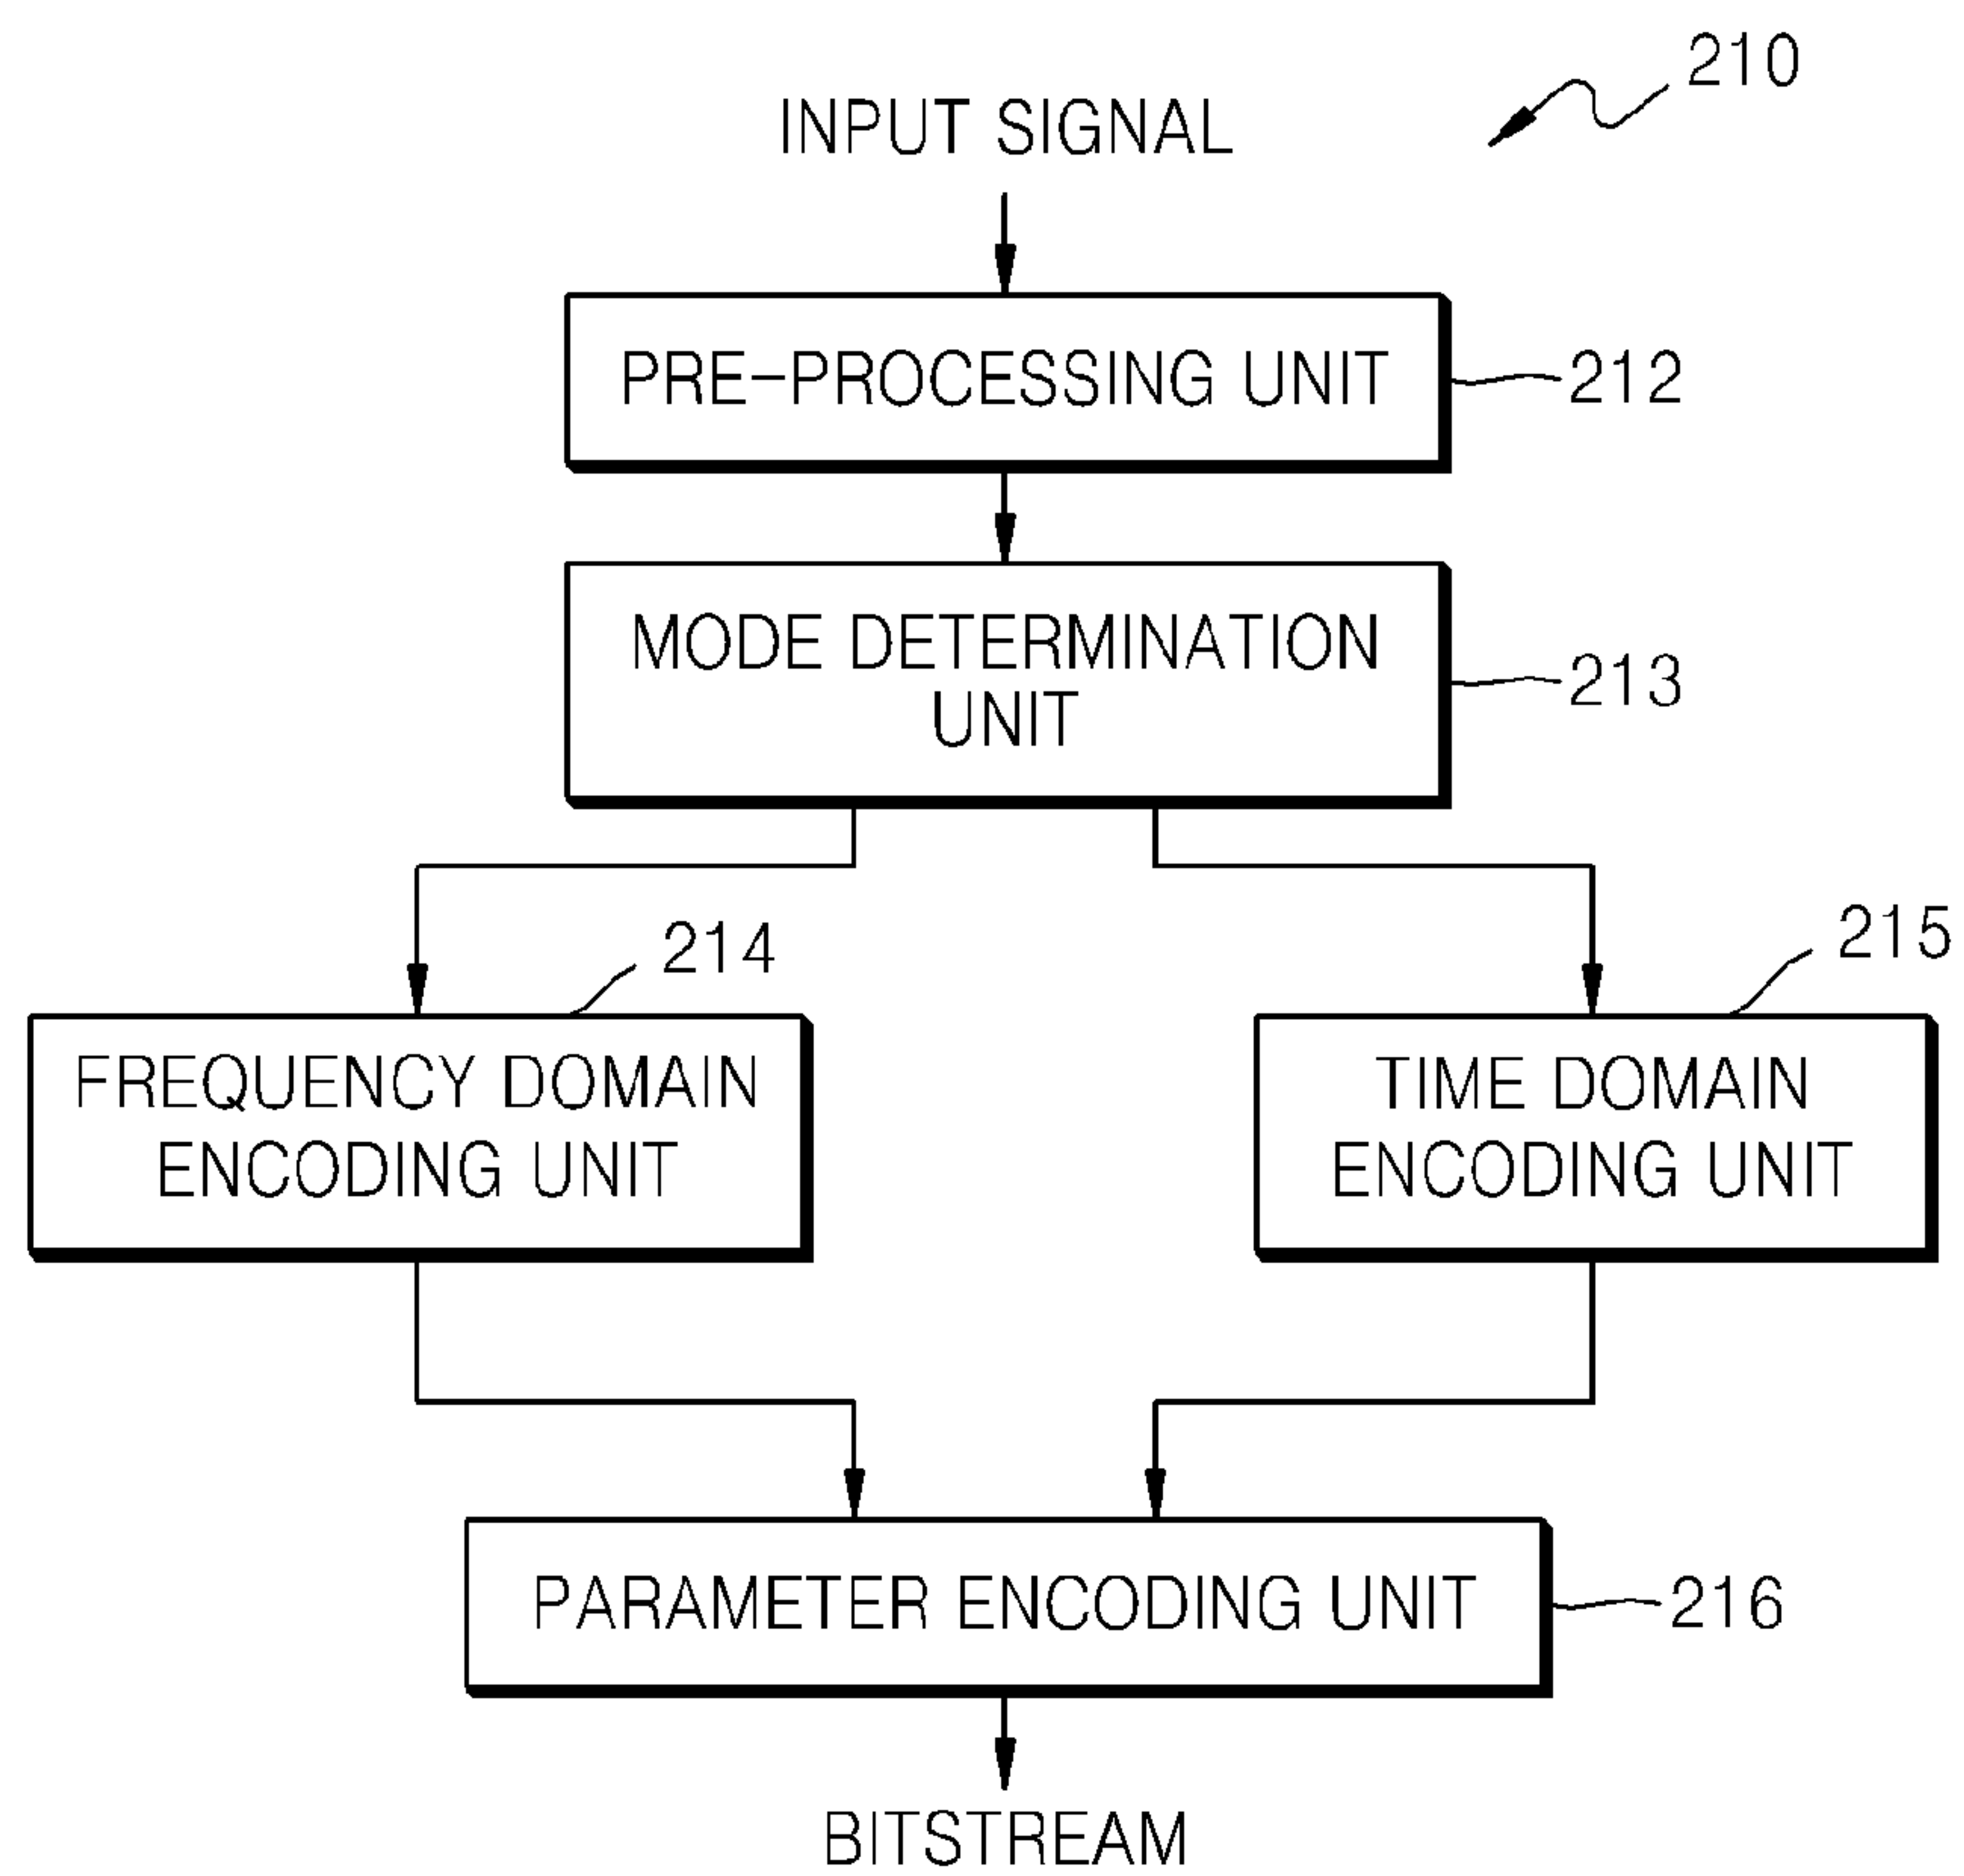 210
INPUT SIGNAL
PRE-PROCESSING UNIT
212
MODE DETERMINATION
UNIT
213
214
215
FREQUENCY DOMAIN
ENCODING UNIT
TIME DOMAIN
ENCODING UNIT
PARAMETER ENCODING UNIT
216
BITSTREAM